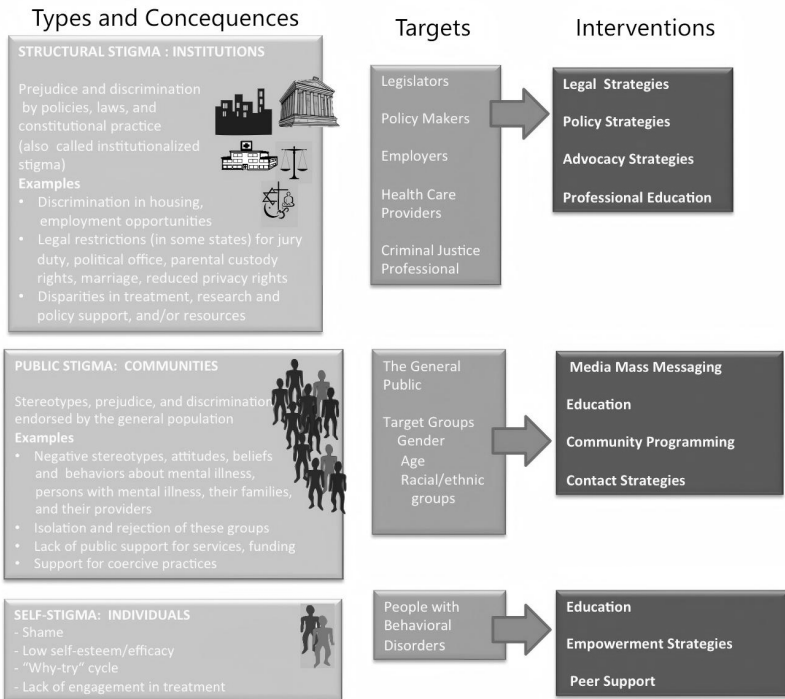 Types and Concequences
STRUCTURAL STIGMA : INSTITUTIONS
Prejudice and discrimination
by policies, laws, and
constitutional practice
(also called institutionalized
stigma)
Examples
• Discrimination in housing,
employment opportunities
• Legal restrictions (in some states) for jury
duty, political office, parental custody
rights, marriage, reduced privacy rights
• Disparities in treatment, research and
policy support, and/or resources
Targets
Legislators
Policy Makers
Employers
Health Care
Providers
Criminal Justice
Professional
Interventions
Legal Strategies
Policy Strategies
Advocacy Strategies
Professional Education
PUBLIC STIGMA: COMMUNITIES
Stereotypes, prejudice, and discrimination
endorsed by the general population
Examples
• Negative stereotypes, attitudes, beliefs
and behaviors about mental illness,
persons with mental illness, their families,
and their providers
• Isolation and rejection of these groups
• Lack of public support for services, funding
• Support for coercive practices
The General
Public
Target Groups
Gender
Age
Racial/ethnic
groups
Media Mass Messaging
Education
Community Programming
Contact Strategies
SELF-STIGMA: INDIVIDUALS
- Shame
- Low self-esteem/efficacy
- “Why-try” cycle
- Lack of engagement in treatment
People with
Behavioral
Disorders
Education
Empowerment Strategies
Peer Support